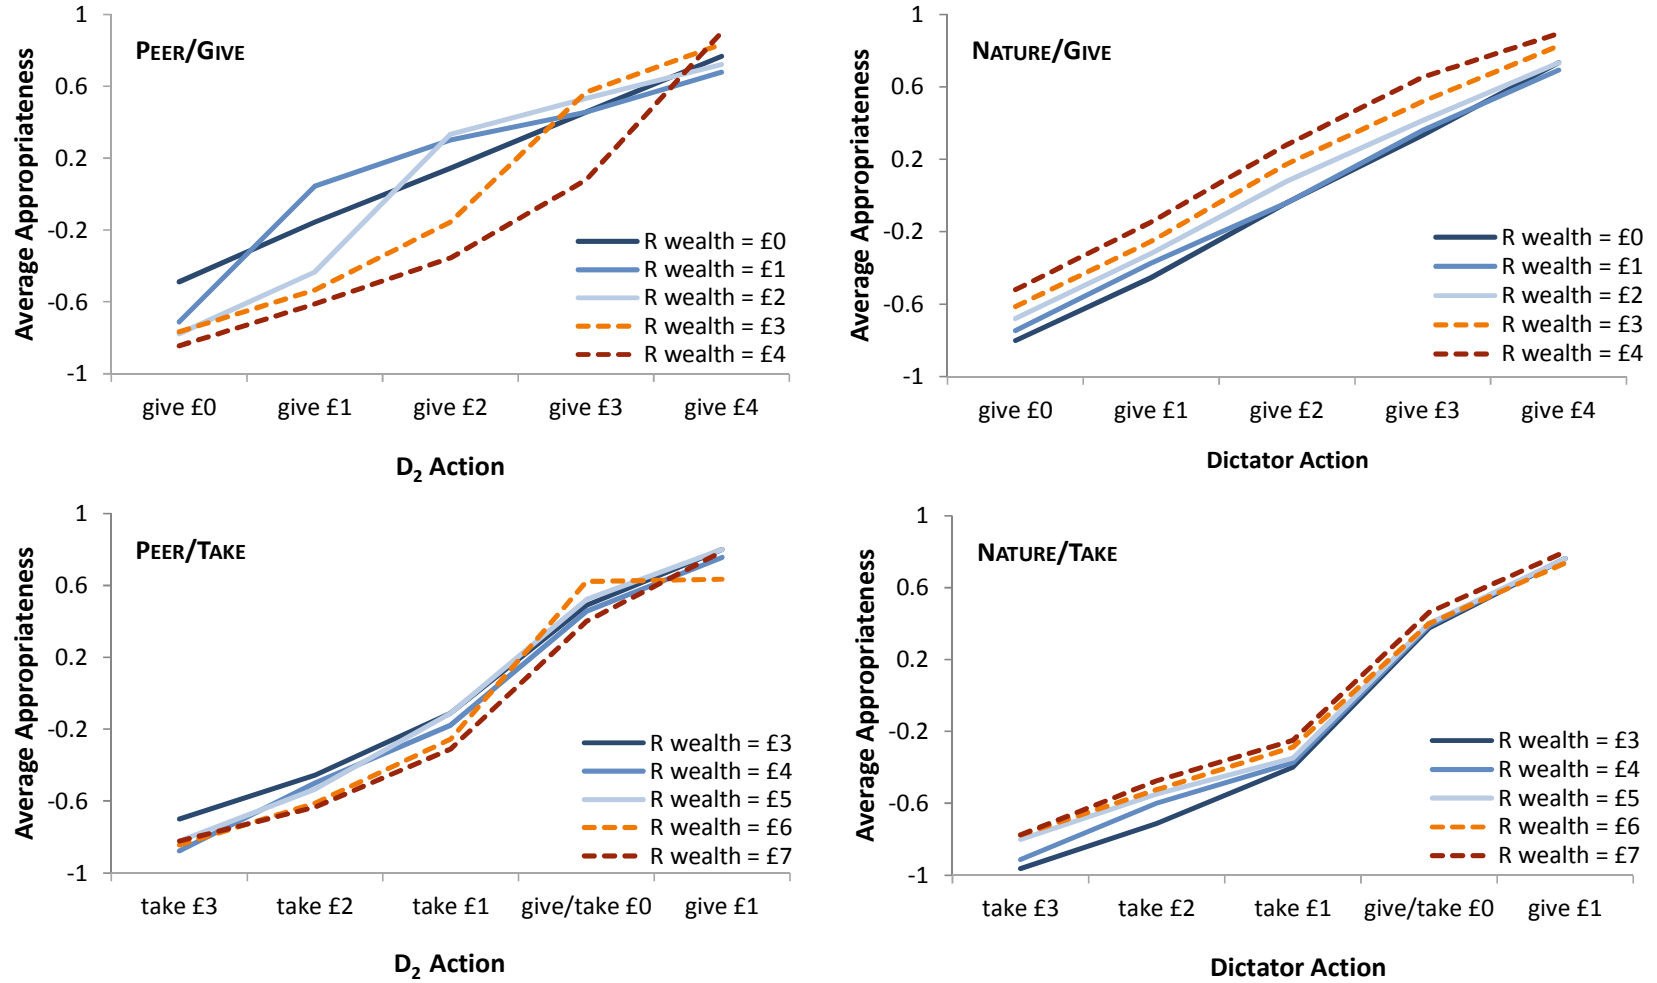 PEER/GIVE
Average Appropriateness
1
0.6
0.2
-0.2
-0.6
-1
R wealth = £0
R wealth = £1
R wealth = £2
R wealth = £3
R wealth = £4
give £0
give £1
give £2
give £3
give £4
D₂ Action
NATURE/GIVE
Average Appropriateness
1
0.6
0.2
-0.2
-0.6
-1
R wealth = £0
R wealth = £1
R wealth = £2
R wealth = £3
R wealth = £4
give £0
give £1
give £2
give £3
give £4
Dictator Action
PEER/TAKE
Average Appropriateness
1
0.6
0.2
-0.2
-0.6
-1
R wealth = £3
R wealth = £4
R wealth = £5
R wealth = £6
R wealth = £7
take £3
take £2
take £1
give/take £0
give £1
D₂ Action
NATURE/TAKE
Average Appropriateness
1
0.6
0.2
-0.2
-0.6
-1
R wealth = £3
R wealth = £4
R wealth = £5
R wealth = £6
R wealth = £7
take £3
take £2
take £1
give/take £0
give £1
Dictator Action